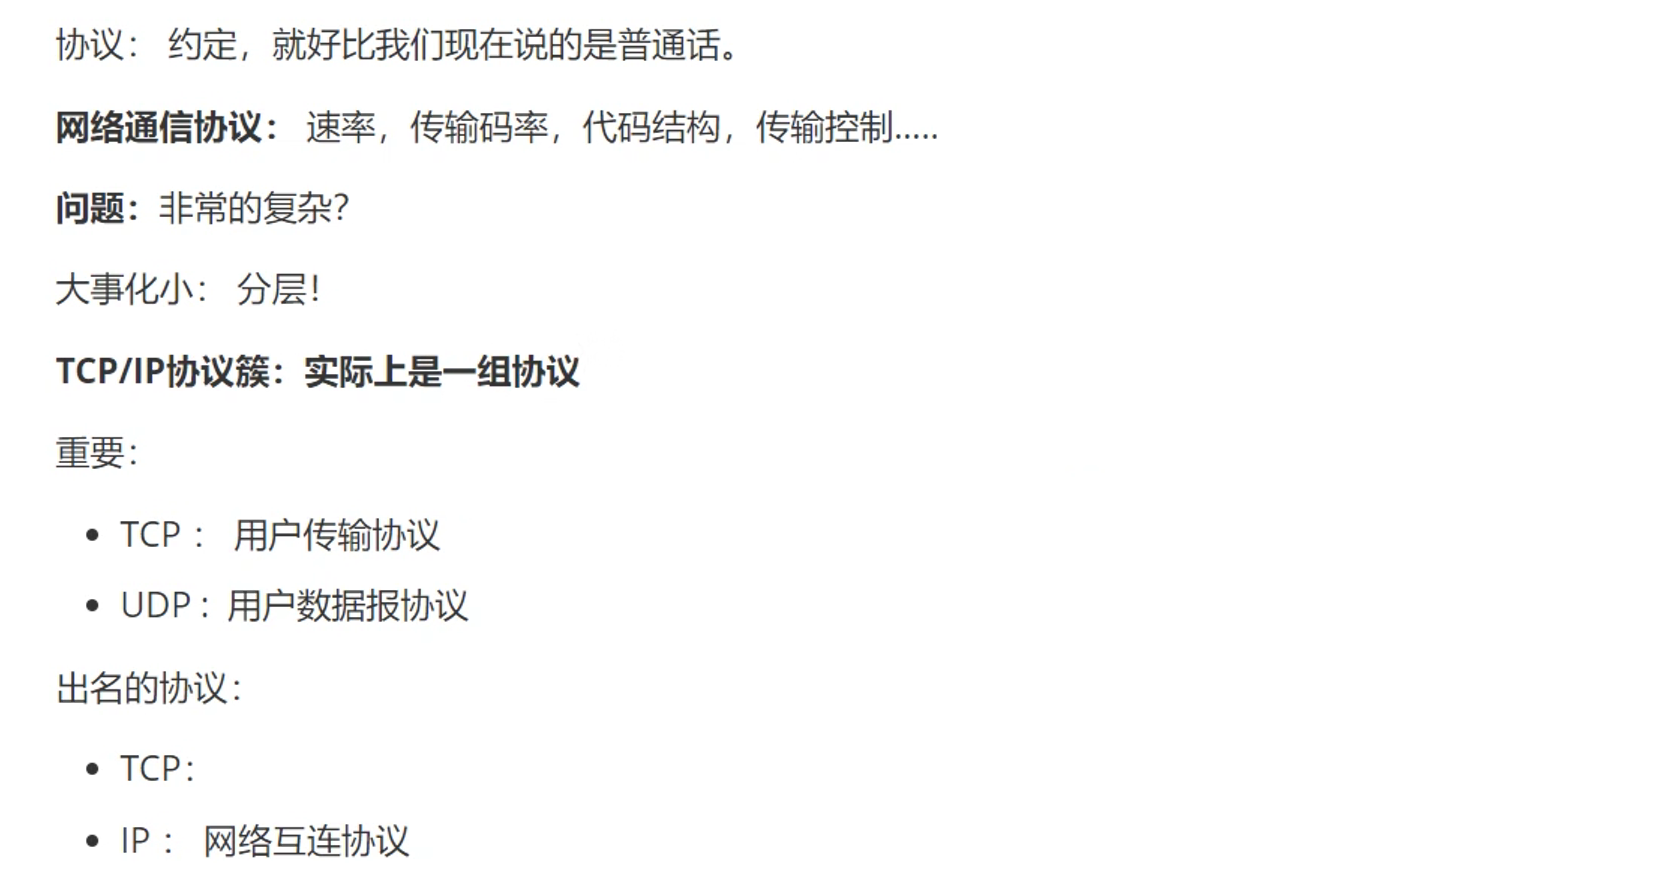 协议： 约定，就好比我们现在说的是普通话。
网络通信协议： 速率，传输码率，代码结构，传输控制.....
问题：非常的复杂？
大事化小： 分层！
TCP/IP协议簇：实际上是一组协议
重要：
• TCP ： 用户传输协议
• UDP：用户数据报协议
出名的协议：
• TCP：
• IP ： 网络互连协议